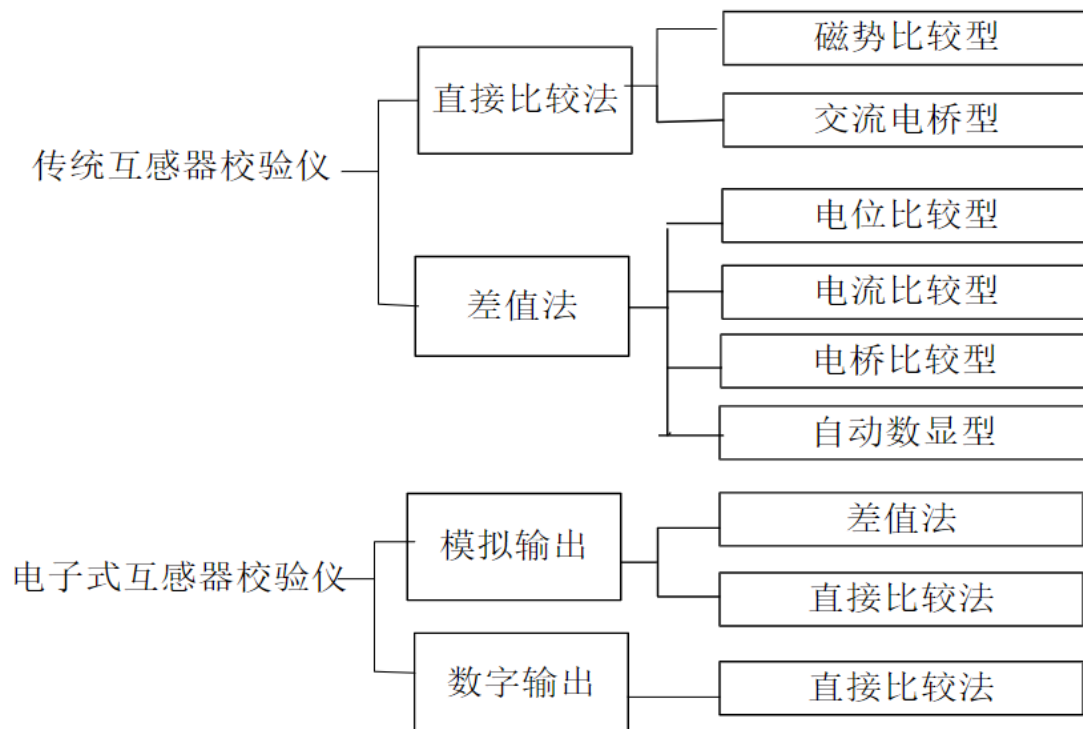 传统互感器校验仪
直接比较法
磁势比较型
交流电桥型
差值法
电位比较型
电流比较型
电桥比较型
自动数显型
电子式互感器校验仪
模拟输出
差值法
直接比较法
数字输出
直接比较法